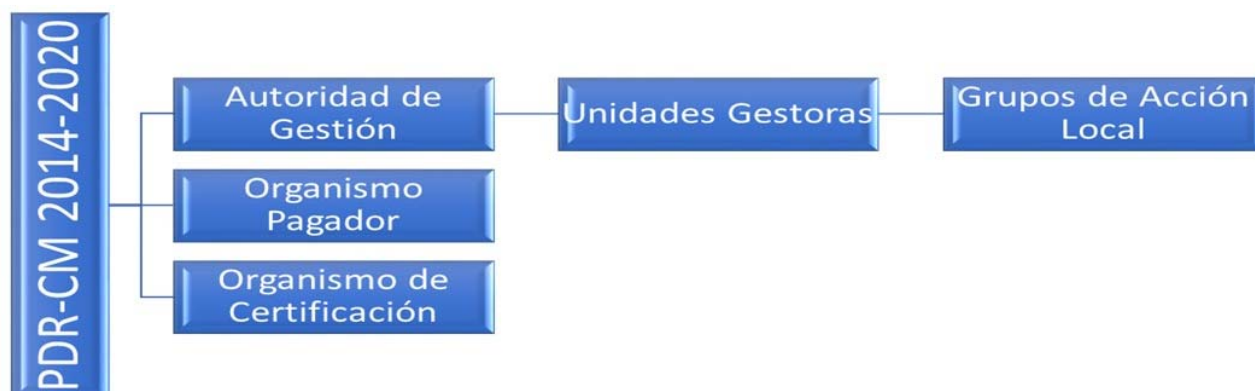 PDR-CM 2014-2020
Autoridad de
Gestión
Unidades Gestoras
Grupos de Acción
Local
Organismo
Pagador
Organismo de
Certificación